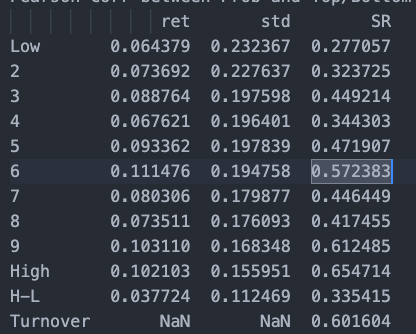 Pearson Corr between Prob and Top/Bottom
ret std SR
Low 0.064379 0.232367 0.277057
2 0.073692 0.227637 0.323725
3 0.088764 0.197598 0.449214
4 0.067621 0.196401 0.344303
5 0.093362 0.197839 0.471907
6 0.111476 0.194758 0.572383
7 0.080306 0.179877 0.446449
8 0.073511 0.176093 0.417455
9 0.103110 0.168348 0.612485
High 0.102103 0.155951 0.654714
H-L 0.037724 0.112469 0.335415
Turnover NaN NaN 0.601604